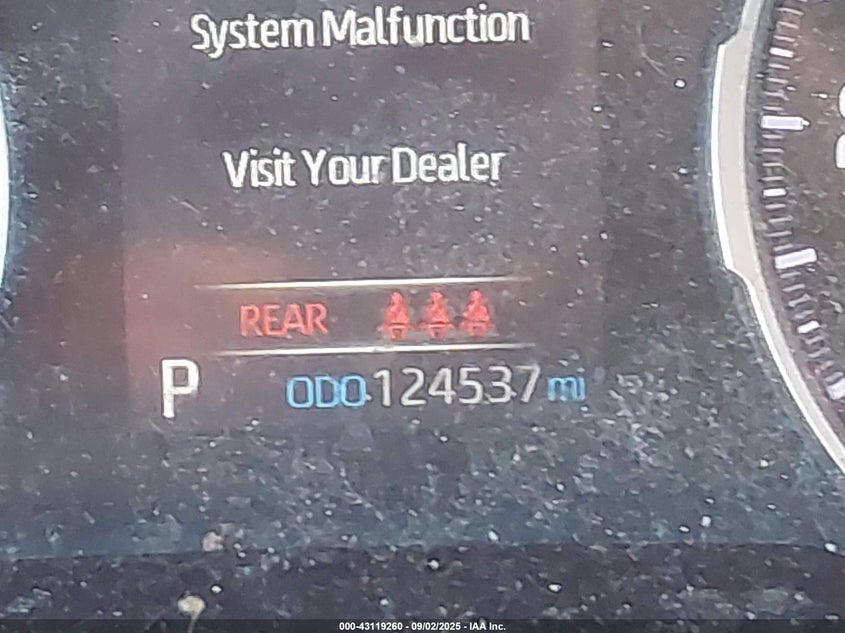 System Malfunction
Visit Your Dealer
REAR
P ODO 124537 mi
000-43119260 - 09/02/2025 - IAA Inc.